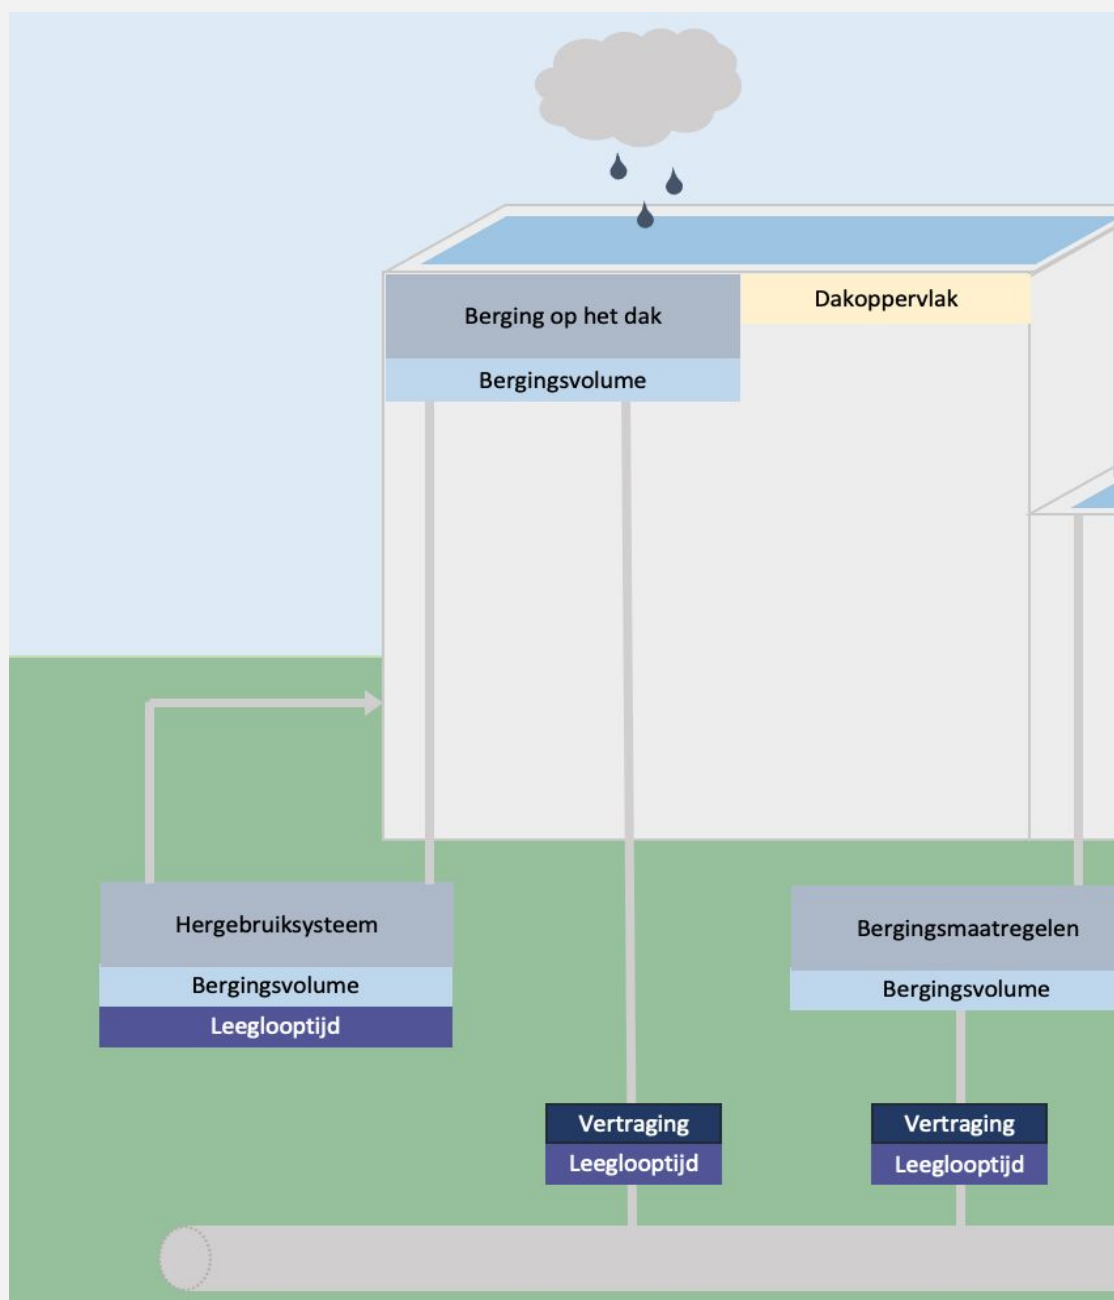 Berging op het dak
Dakoppervlak
Bergingsvolume
Hergebruiksysteem
Bergingsvolume
Leeglooptijd
Bergingsmaatregelen
Bergingsvolume
Vertraging
Leeglooptijd
Vertraging
Leeglooptijd